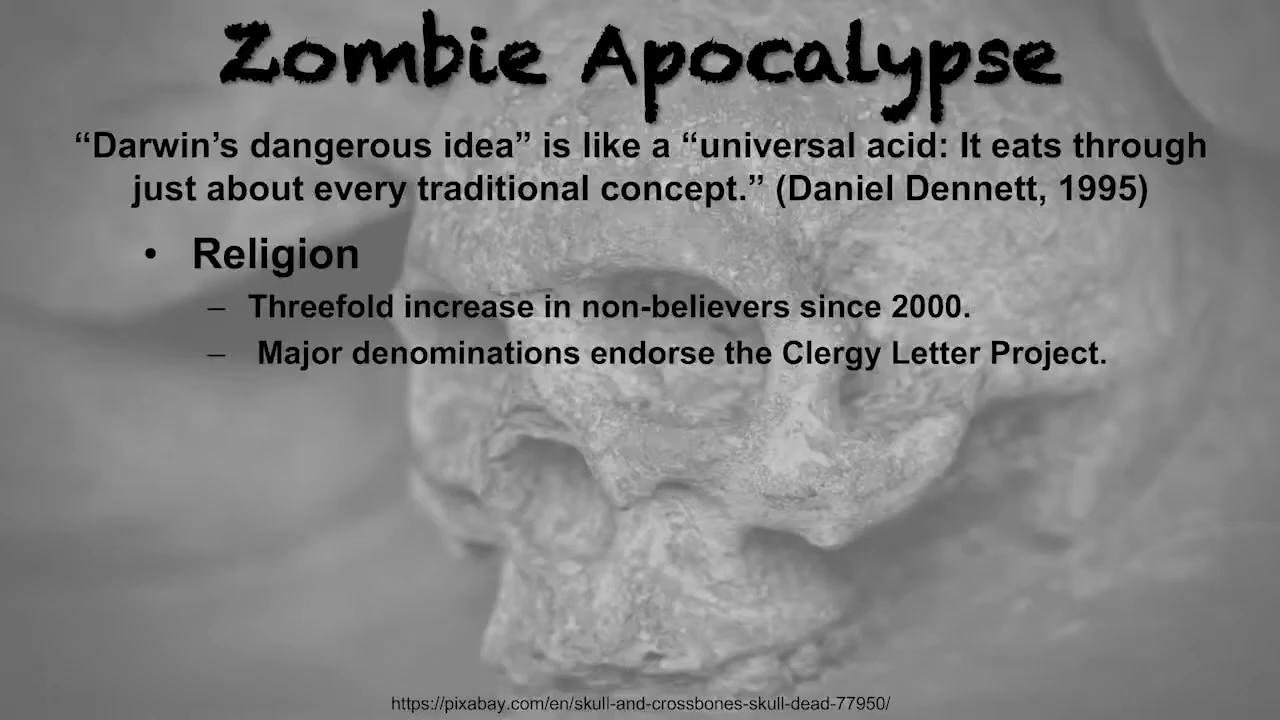 Zombie Apocalypse
“Darwin’s dangerous idea” is like a “universal acid: It eats through
just about every traditional concept.” (Daniel Dennett, 1995)
• Religion
– Threefold increase in non-believers since 2000.
– Major denominations endorse the Clergy Letter Project.
https://pixabay.com/en/skull-and-crossbones-skull-dead-77950/